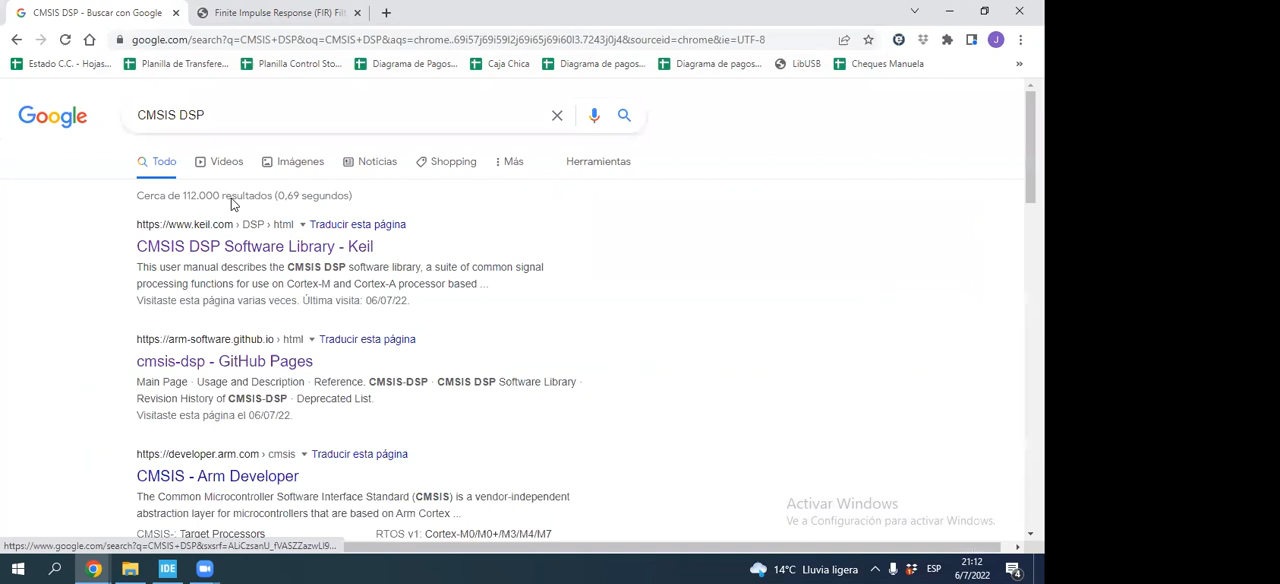 CMSIS DSP - Buscar con Google
Finite Impulse Response (FIR) Filt
google.com/search?q=CMSIS+DSP&oq=CMSIS+DSP&aqs=chrome..69i57j69i59l2j69i65j69i60l3.7243j0j4&sourceid=chrome&ie=UTF-8
Estado C.C. - Hojas... Planilla de Transfere... Planilla Control Sto... Diagrama de Pagos... Caja Chica Diagrama de pagos... Diagrama de pagos... LibUSB Cheques Manuela »
Google
CMSIS DSP
Todo Videos Imágenes Noticias Shopping Más Herramientas
Cerca de 112.000 resultados (0,69 segundos)
https://www.keil.com › DSP › html Traducir esta página
CMSIS DSP Software Library - Keil
This user manual describes the CMSIS DSP software library, a suite of common signal
processing functions for use on Cortex-M and Cortex-A processor based ...
Visitaste esta página varias veces. Última visita: 06/07/22.
https://arm-software.github.io › html Traducir esta página
cmsis-dsp - GitHub Pages
Main Page · Usage and Description · Reference. CMSIS-DSP · CMSIS DSP Software Library ·
Revision History of CMSIS-DSP · Deprecated List.
Visitaste esta página el 06/07/22.
https://developer.arm.com › cmsis Traducir esta página
CMSIS - Arm Developer
The Common Microcontroller Software Interface Standard (CMSIS) is a vendor-independent
abstraction layer for microcontrollers that are based on Arm Cortex ...
CMSIS-: Target Processors RTOS v1: Cortex-M0/M0+/M3/M4/M7
Activar Windows
Ve a Configuración para activar Windows.
IDE
14°C Lluvia ligera
ESP
21:12
6/7/2022
4
J